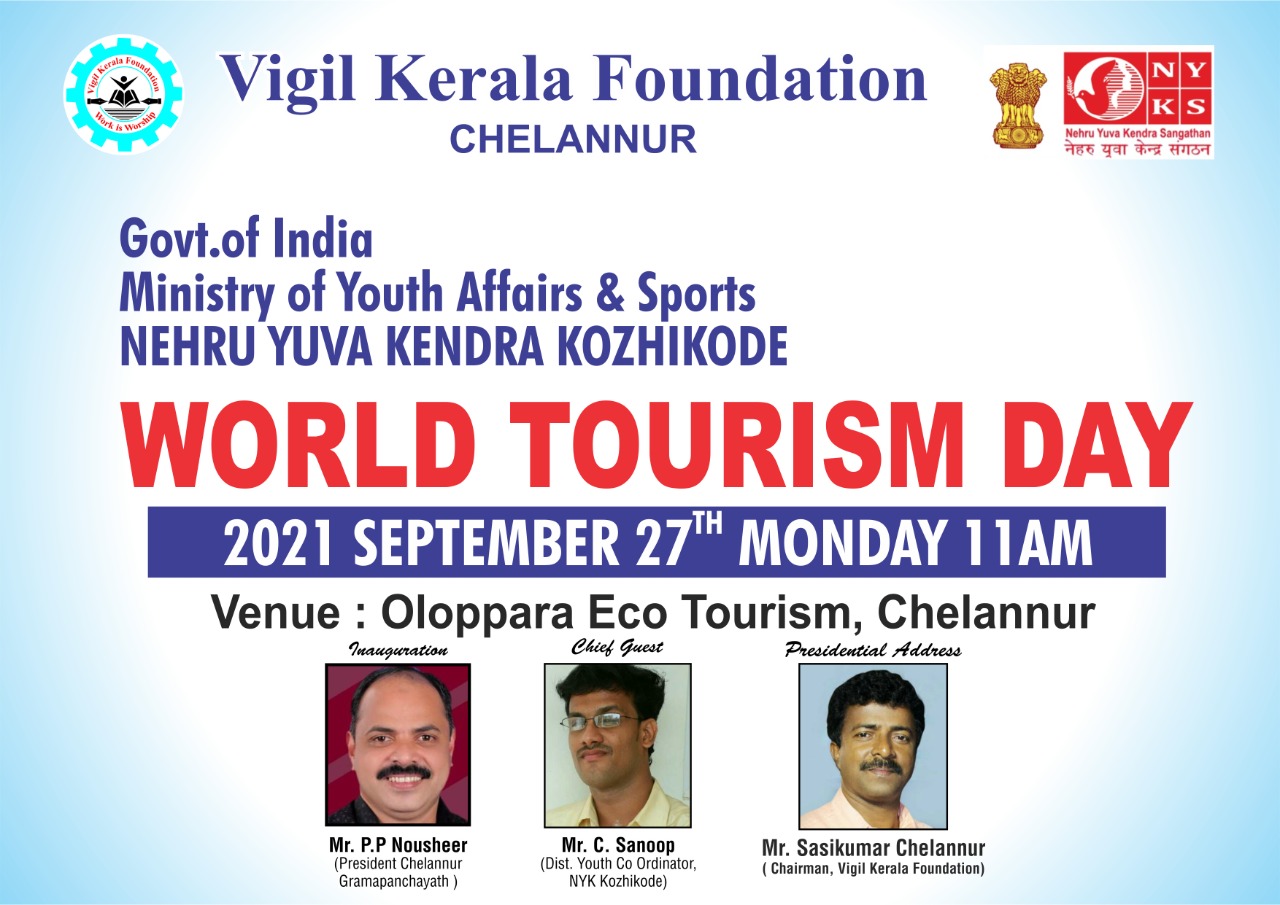 Vigil Kerala Foundation
Work is Worship
Vigil Kerala Foundation
CHELANNUR
NYKS
Nehru Yuva Kendra Sangathan
नेहरु युवा केन्द्र संगठन
Govt.of India
Ministry of Youth Affairs & Sports
NEHRU YUVA KENDRA KOZHIKODE
WORLD TOURISM DAY
2021 SEPTEMBER 27TH MONDAY 11AM
Venue : Oloppara Eco Tourism, Chelannur
Inauguration
Mr. P.P Nousheer
(President Chelannur
Gramapanchayath )
Chief Guest
Mr. C. Sanoop
(Dist. Youth Co Ordinator,
NYK Kozhikode)
Presidential Address
Mr. Sasikumar Chelannur
( Chairman, Vigil Kerala Foundation)